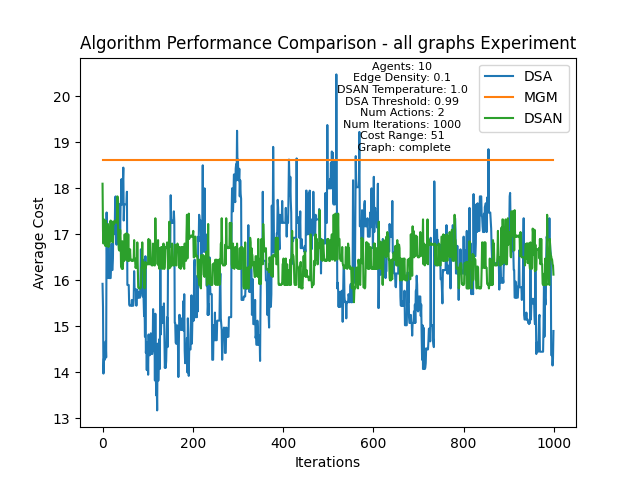 Algorithm Performance Comparison - all graphs Experiment
Agents: 10
Edge Density: 0.1
DSAN Temperature: 1.0
DSA Threshold: 0.99
Num Actions: 2
Num Iterations: 1000
Cost Range: 51
Graph: complete
DSA
MGM
DSAN
Average Cost
20
19
18
17
16
15
14
13
0
200
400
600
800
1000
Iterations